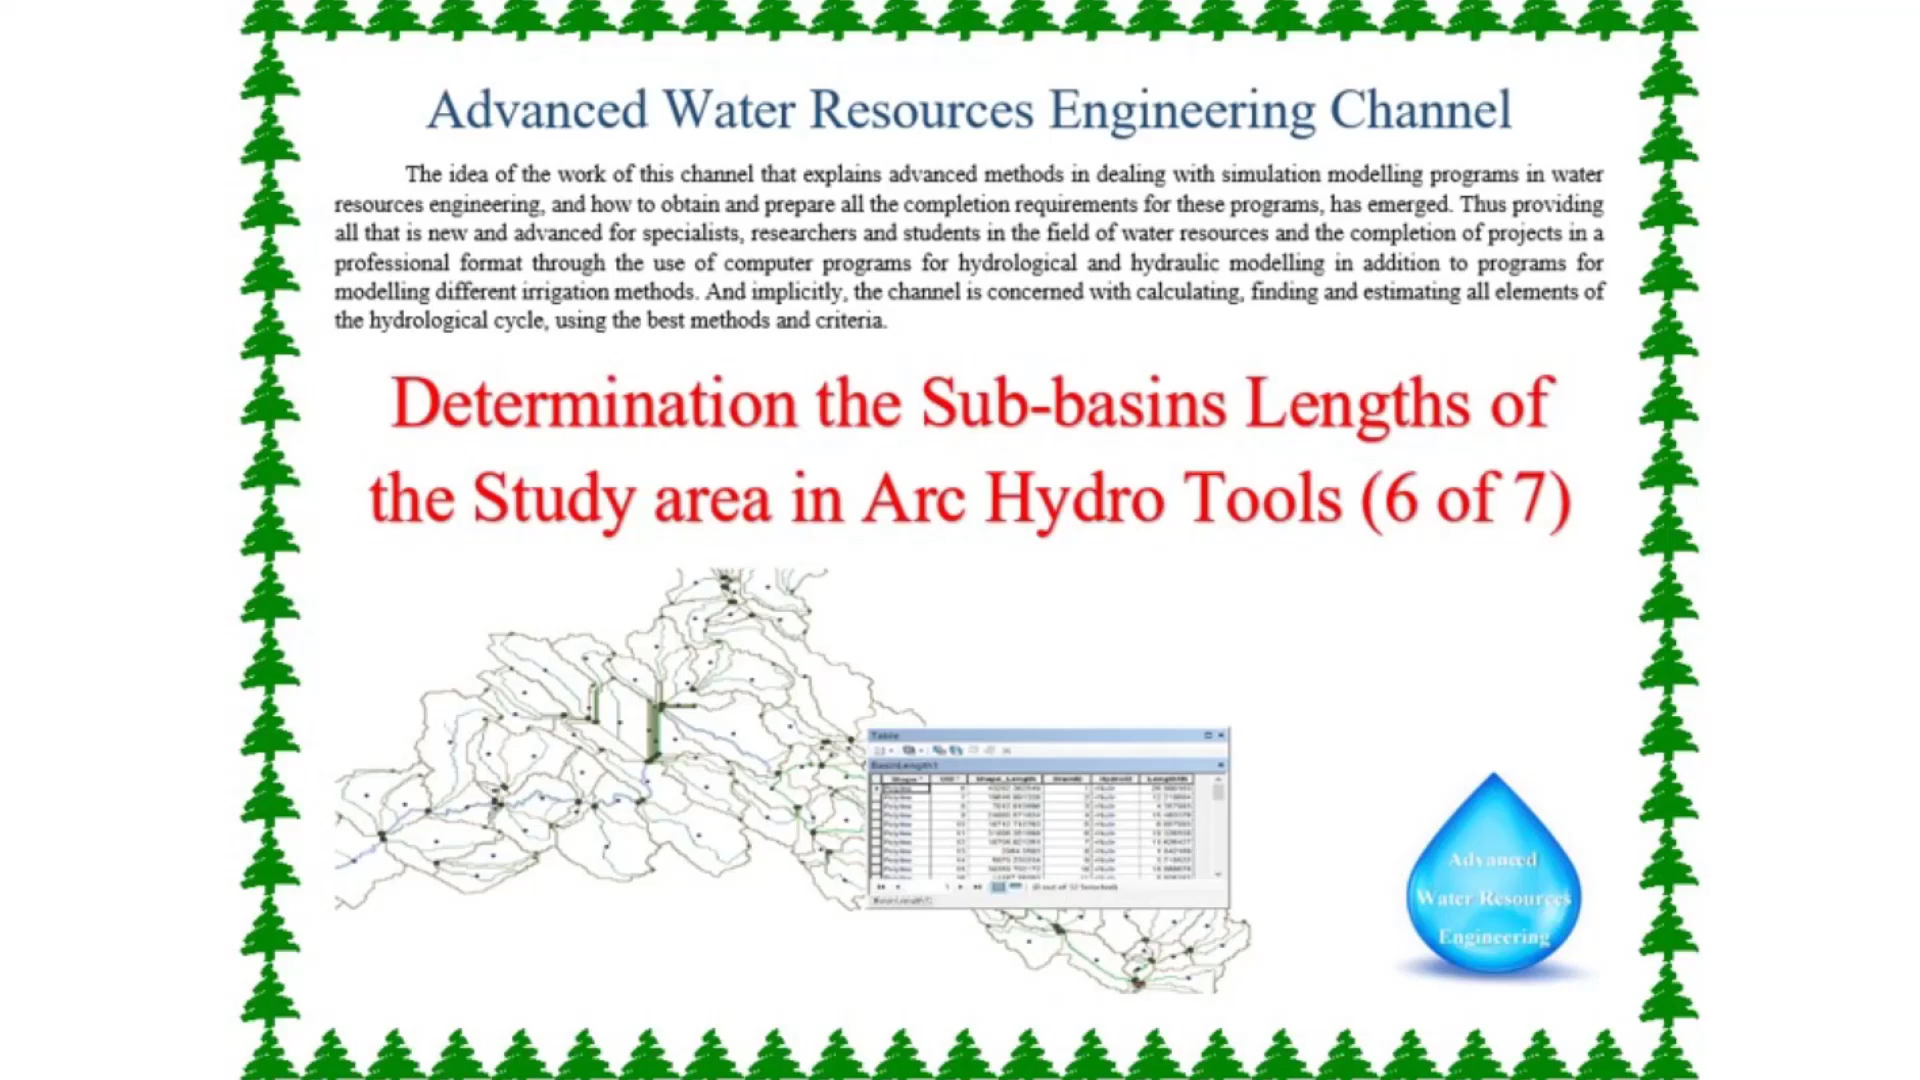 Advanced Water Resources Engineering Channel
The idea of the work of this channel that explains advanced methods in dealing with simulation modelling programs in water
resources engineering, and how to obtain and prepare all the completion requirements for these programs, has emerged. Thus providing
all that is new and advanced for specialists, researchers and students in the field of water resources and the completion of projects in a
professional format through the use of computer programs for hydrological and hydraulic modelling in addition to programs for
modelling different irrigation methods. And implicitly, the channel is concerned with calculating, finding and estimating all elements of
the hydrological cycle, using the best methods and criteria.
Determination the Sub-basins Lengths of
the Study area in Arc Hydro Tools (6 of 7)
Table
Advanced
Water Resources
Engineering